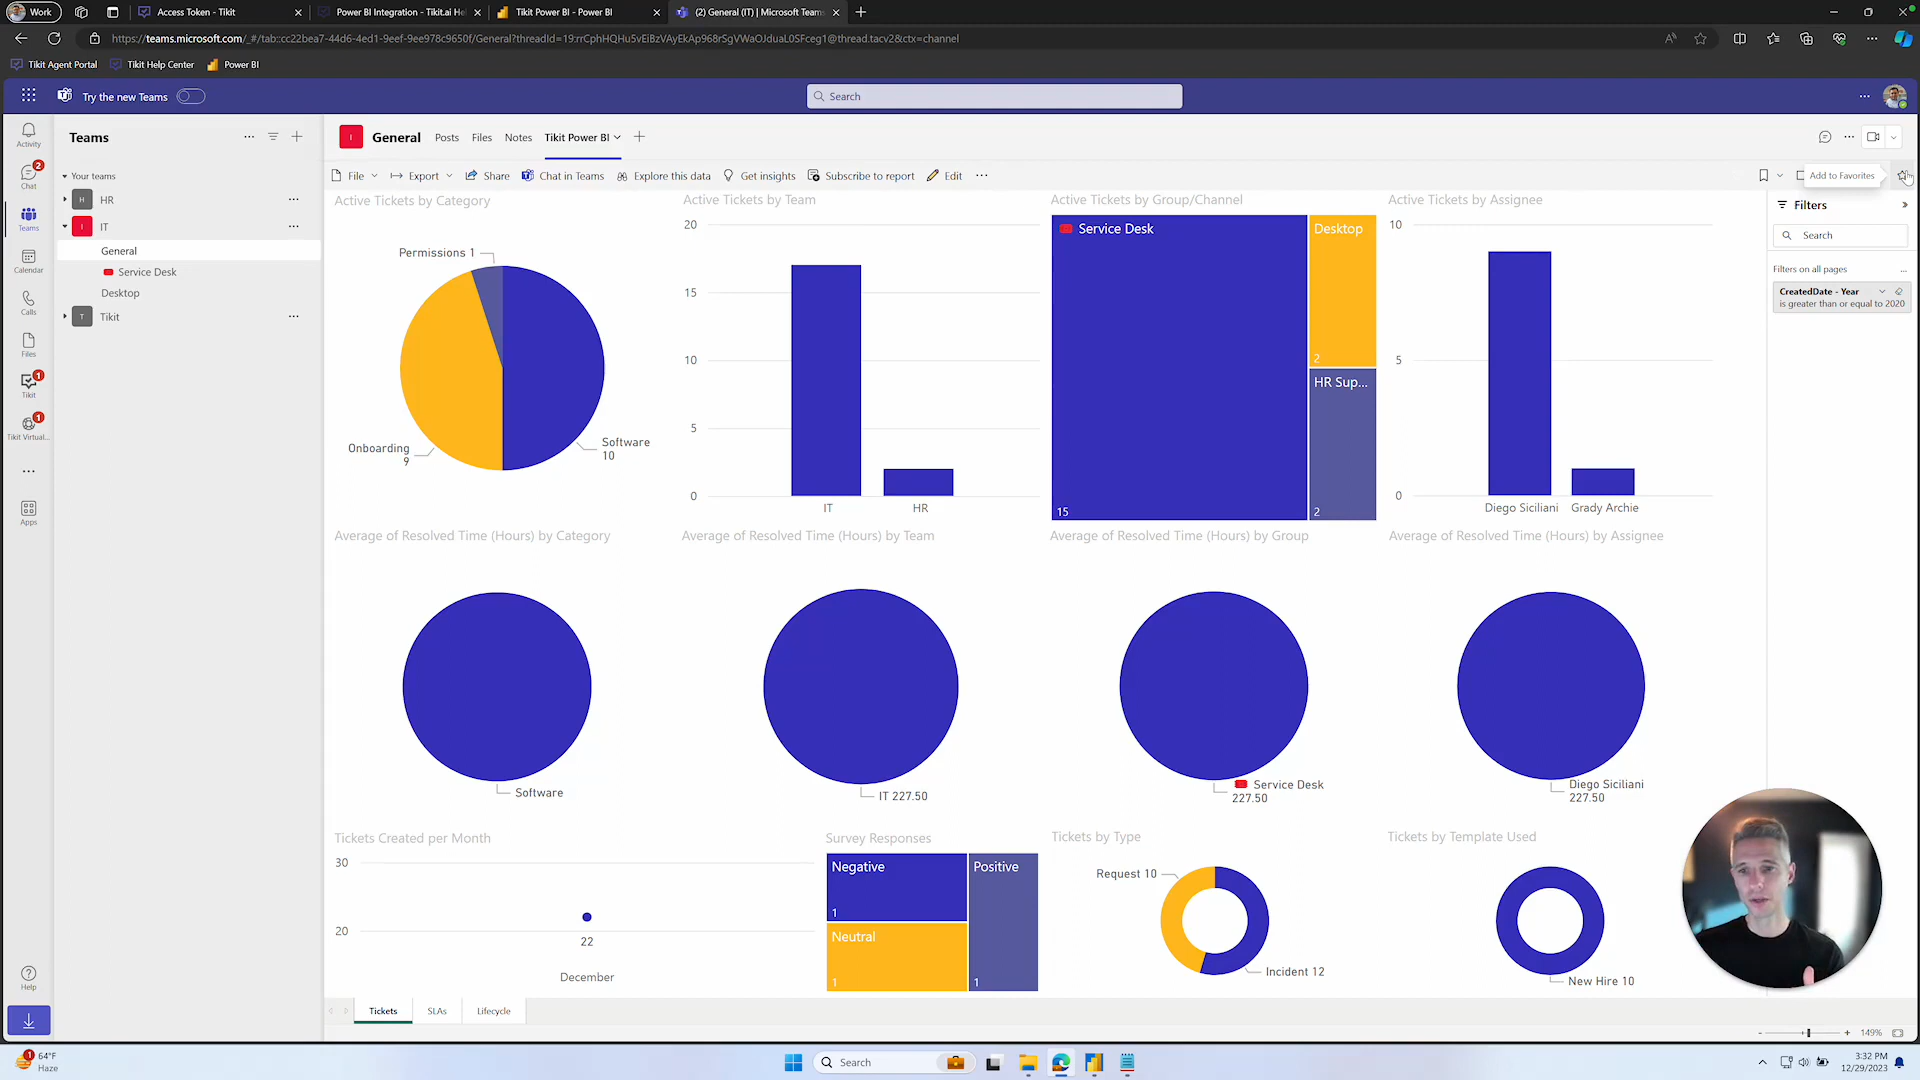 Work
Access Token - Tikit
Power BI Integration - Tikit.ai Hel
Tikit Power BI - Power BI
(2) General (IT) | Microsoft Teams
https://teams.microsoft.com/_#/tab::cc22bea7-44d6-4ed1-9eef-9ee978c9650f/General?threadId=19:rrCphHQHu5vEiBzVAyEkAp968rSgVWaOJduaL0SFceg1@thread.tacv2&ctx=channel
Tikit Agent Portal
Tikit Help Center
Power BI
Try the new Teams
Search
Activity
2
Chat
Teams
Calendar
Calls
Files
1
Tikit
1
Tikit Virtual...
Apps
Help
Teams
Your teams
H HR
I IT
General
Service Desk
Desktop
T Tikit
I General Posts Files Notes Tikit Power BI
File Export Share Chat in Teams Explore this data Get insights Subscribe to report Edit
Add to Favorites
Active Tickets by Category
Permissions 1
Onboarding
9
Software
10
Active Tickets by Team
20
15
10
5
0
IT HR
Active Tickets by Group/Channel
Service Desk
15
Desktop
2
HR Sup...
2
Active Tickets by Assignee
10
5
0
Diego Siciliani Grady Archie
Filters
Search
Filters on all pages
CreatedDate - Year
is greater than or equal to 2020
Average of Resolved Time (Hours) by Category
Software
Average of Resolved Time (Hours) by Team
IT 227.50
Average of Resolved Time (Hours) by Group
Service Desk
227.50
Average of Resolved Time (Hours) by Assignee
Diego Siciliani
227.50
Tickets Created per Month
30
20
22
December
Survey Responses
Negative
1
Neutral
1
Positive
1
Tickets by Type
Request 10
Incident 12
Tickets by Template Used
New Hire 10
Tickets SLAs Lifecycle
149%
1
64°F
Haze
Search
3:32 PM
12/29/2023